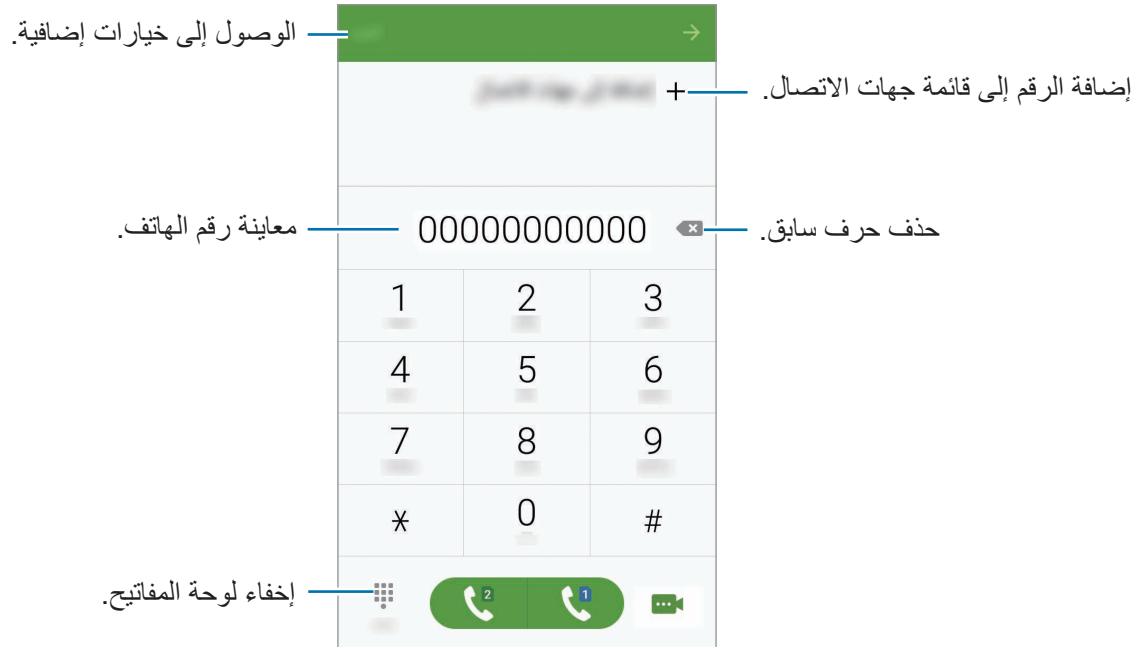 الوصول إلى خيارات إضافية.
إضافة الرقم إلى قائمة جهات الاتصال.
معاينة رقم الهاتف.
00000000000
حذف حرف سابق.
1 2 3
4 5 6
7 8 9
* 0 #
إخفاء لوحة المفاتيح.
2 1